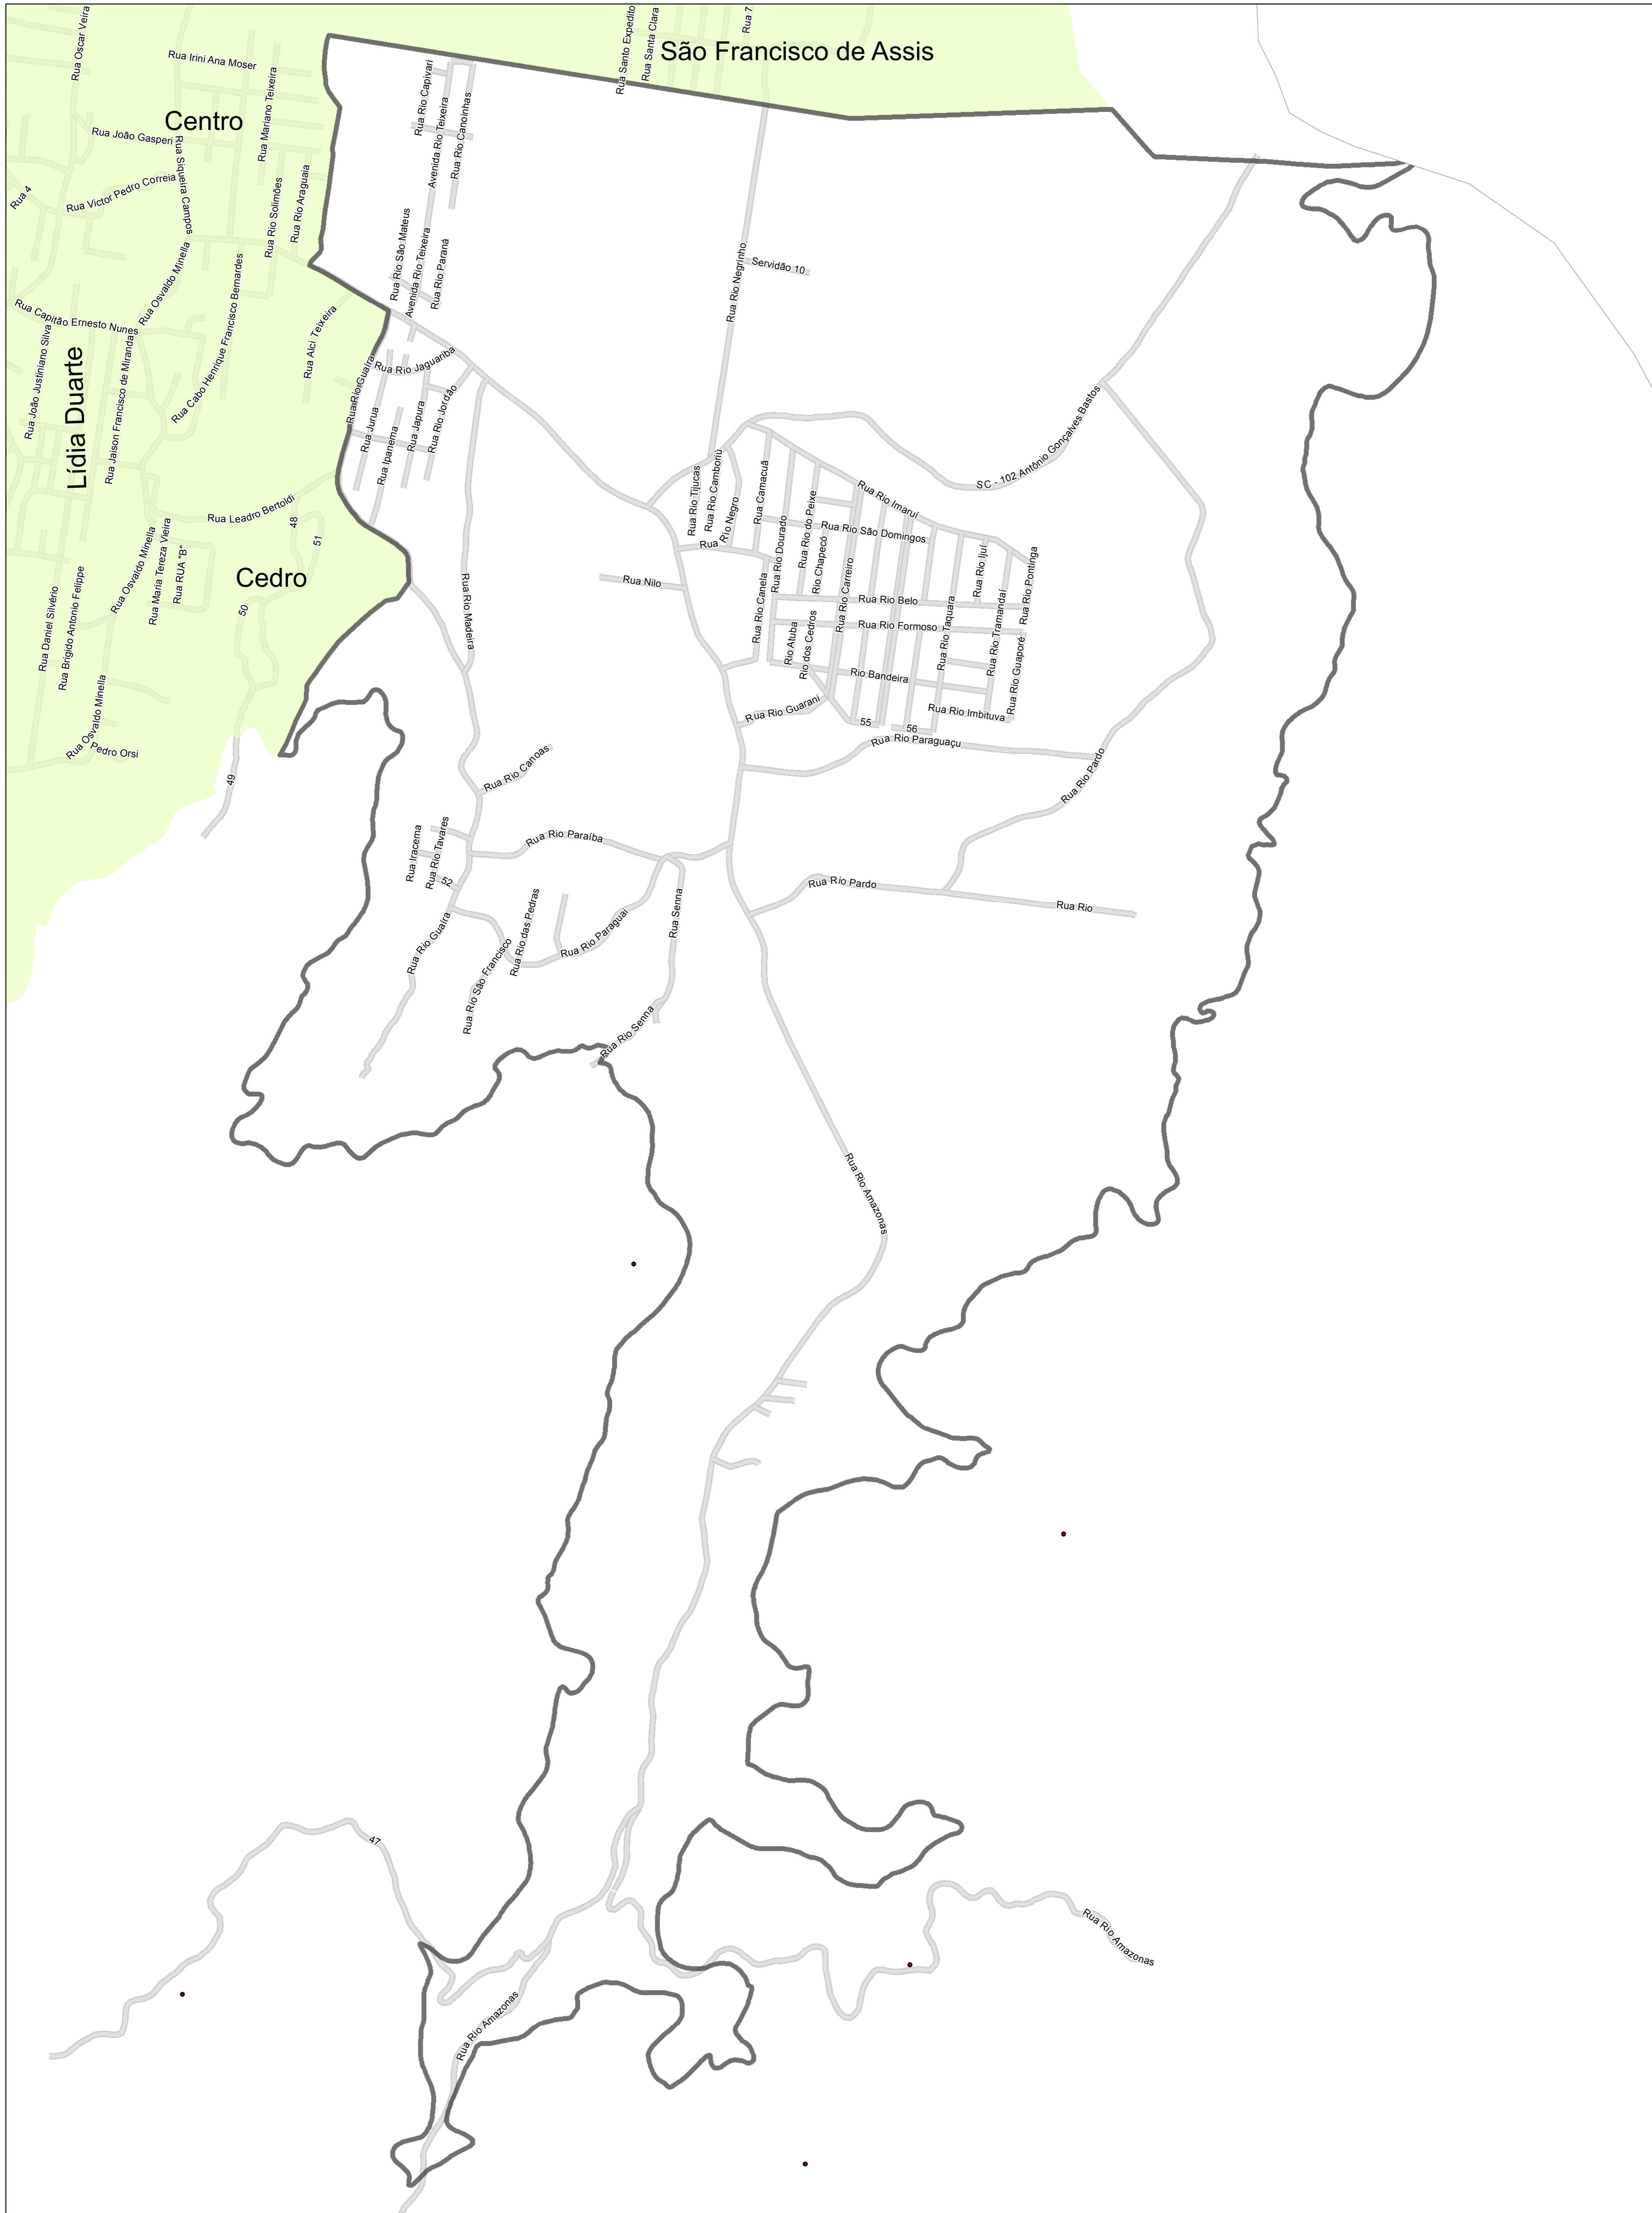 Rua Oscar Veira
Rua Irini Ana Moser
Rua Santo Expedito
Rua Santa Clara
Rua 7
São Francisco de Assis
Centro
Rua João Gasperi
Rua Siqueira Campos
Rua Mariano Teixeira
Rua Rio Capivari
Avenida Rio Teixeira
Rua Rio Canoinhas
Rua 4
Rua Victor Pedro Correia
Rua Rio Solimões
Rua Rio Araguaia
Rua Rio São Mateus
Avenida Rio Teixeira
Rua Rio Paraná
Rua Rio Negrinho
Servidão 10
Rua Osvaldo Minella
Rua Cabo Henrique Francisco Bernardes
Rua Capitão Ernesto Nunes
Rua João Justiniano Silva
Lídia Duarte
Rua Jaison Francisco de Miranda
Rua Alci Teixeira
Rua Rio Guaíra
Rua Rio Jaguariba
Rua Jurua
Rua Ipanema
Rua Japura
Rua Rio Jordão
SC - 102 Antônio Gonçalves Bastos
Rua Leadro Bertoldi
48
51
Rua Rio Tijucas
Rua Rio Camboriú
Rua Rio Negro
Rua Camacuã
Rua Rio Dourado
Rua Rio do Peixe
Rio Chapecó
Rua Rio Imaruí
Rua Rio São Domingos
Rua Rio Carreiro
Rua Rio Ijuí
Rua Rio Pontinga
Cedro
50
Rua Osvaldo Minella
Rua Maria Tereza Vieira
Rua RUA "B"
Rua Daniel Silvério
Rua Brigido Antonio Felippe
Rua Rio Madeira
Rua Nilo
Rua Rio Canela
Rua Rio Belo
Rua Rio Formoso
Rio Atuba
Rio dos Cedros
Rua Rio Taquara
Rua Rio Tramandaí
Rua Rio Guaporé
Rio Bandeira
Rua Rio Imbituva
Rua Rio Guarani
55
56
Rua Rio Paraguaçu
Rua Osvaldo Minella
Pedro Orsi
49
Rua Rio Canoas
Rua Rio Pardo
Rua Iracema
Rua Rio Tavares
52
Rua Rio Paraíba
Rua Rio Pardo
Rua Rio
Rua Rio Guaíra
Rua Rio São Francisco
Rua Rio das Pedras
Rua Rio Paraguai
Rua Senna
Rua Rio Senna
Rua Rio Amazonas
47
Rua Rio Amazonas
Rua Rio Amazonas